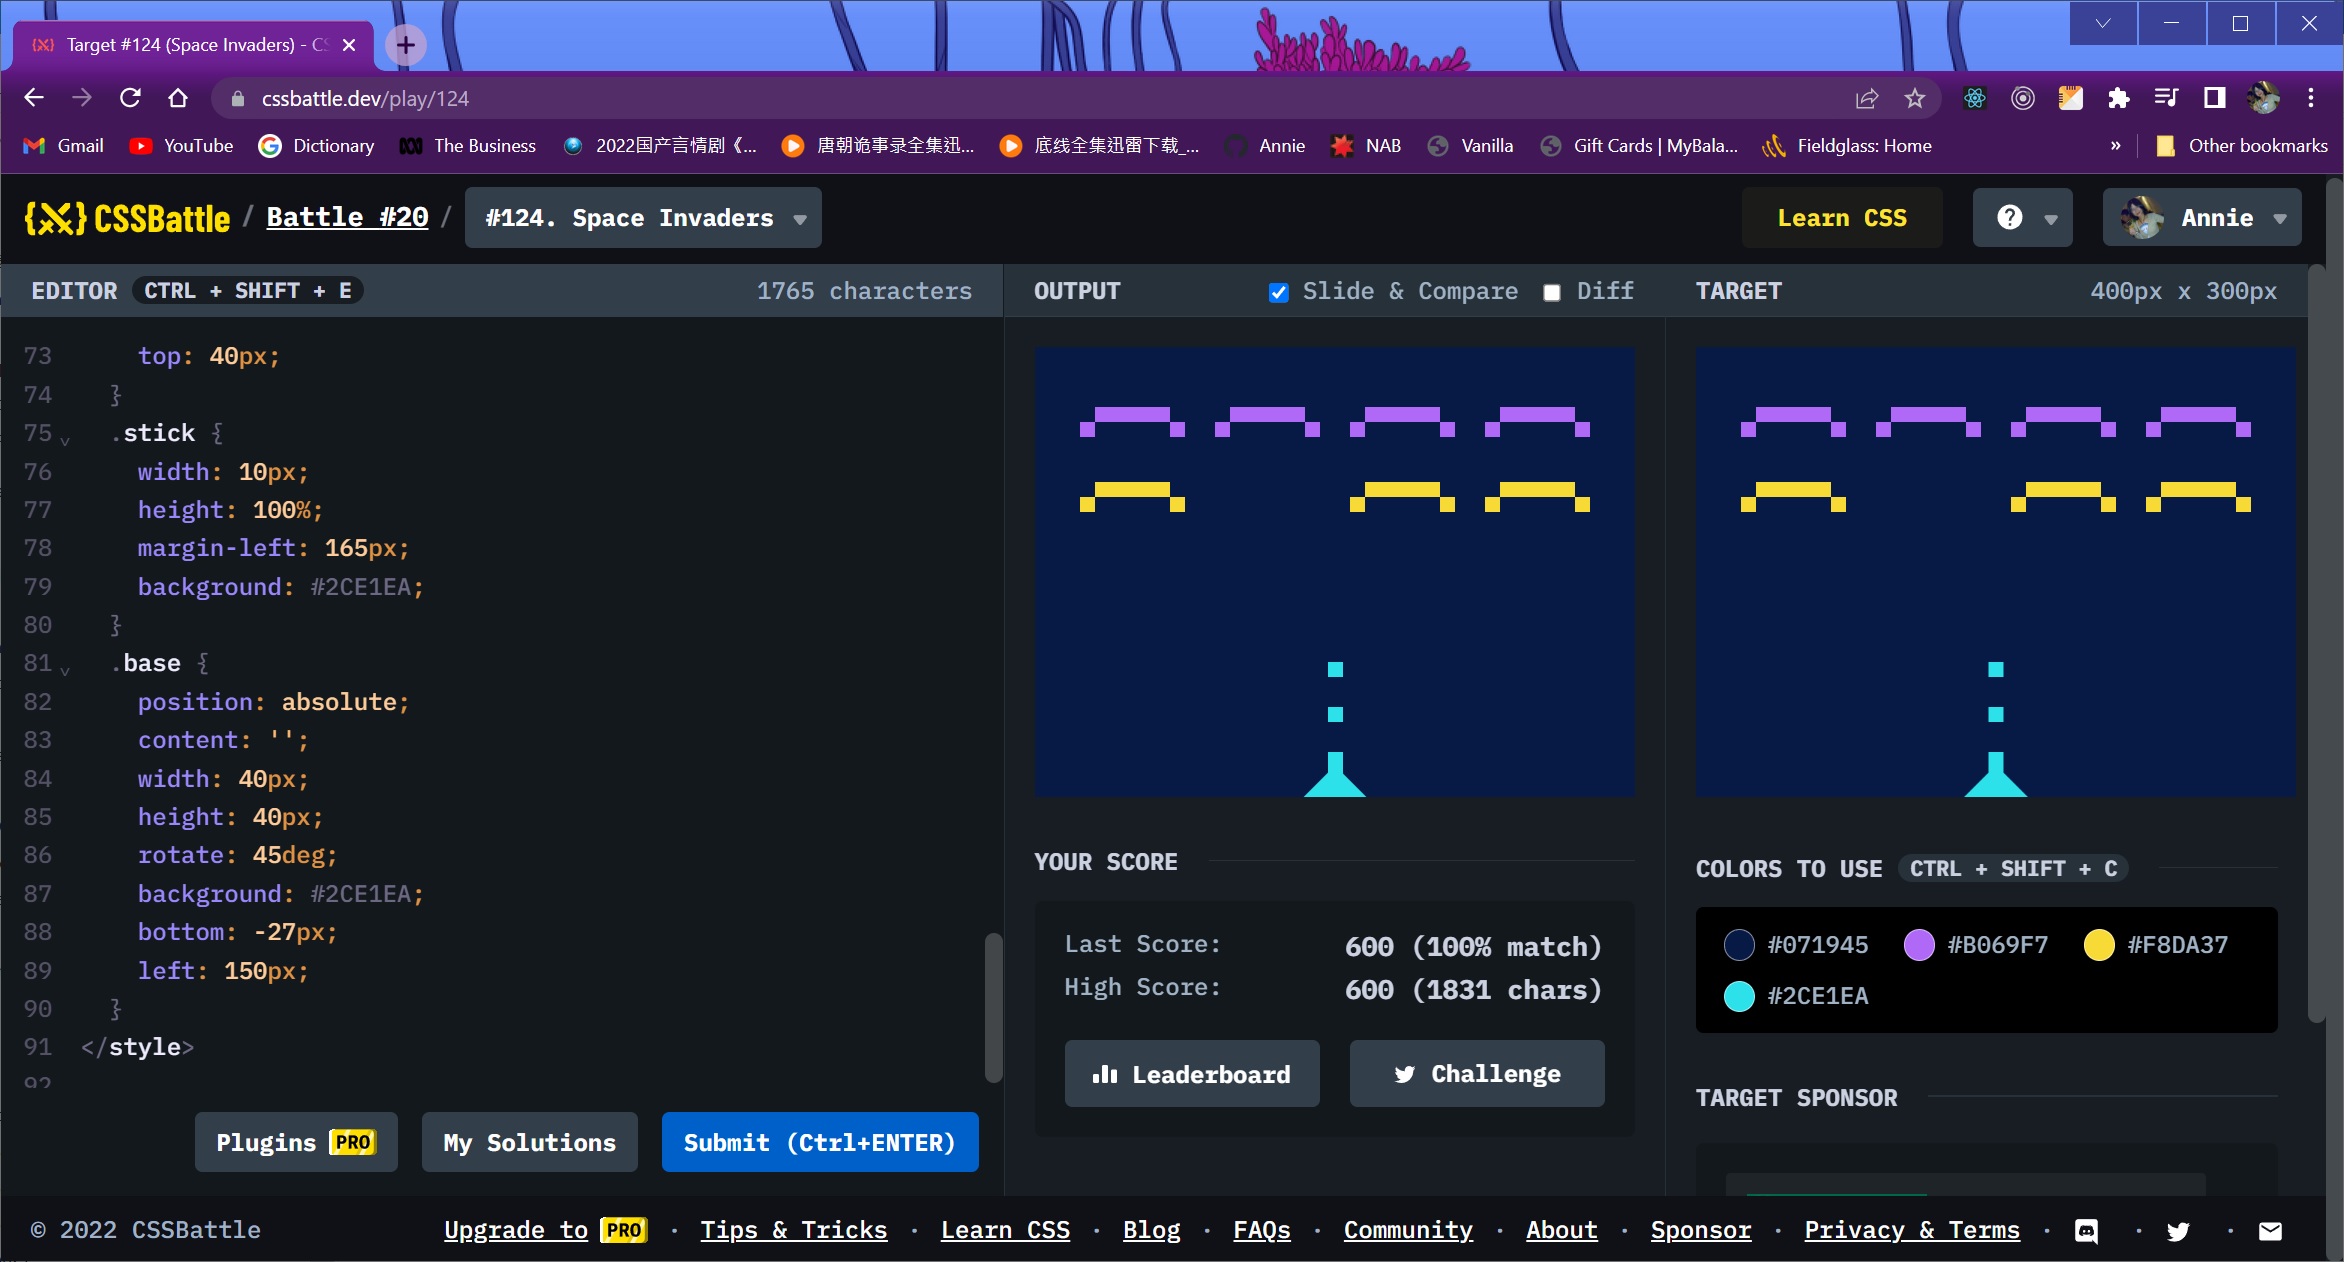 Target #124 (Space Invaders) - CS
cssbattle.dev/play/124
Gmail YouTube Dictionary The Business 2022国产言情剧《... 唐朝诡事录全集迅... 底线全集迅雷下载_... Annie NAB Vanilla Gift Cards | MyBala... Fieldglass: Home » Other bookmarks
{X} CSSBattle / Battle #20 / #124. Space Invaders Learn CSS ? Annie
EDITOR CTRL + SHIFT + E 1765 characters
73 top: 40px;
74 }
75 .stick {
76 width: 10px;
77 height: 100%;
78 margin-left: 165px;
79 background: #2CE1EA;
80 }
81 .base {
82 position: absolute;
83 content: '';
84 width: 40px;
85 height: 40px;
86 rotate: 45deg;
87 background: #2CE1EA;
88 bottom: -27px;
89 left: 150px;
90 }
91 </style>
92
Plugins PRO My Solutions Submit (Ctrl+ENTER)
OUTPUT Slide & Compare Diff
YOUR SCORE
Last Score: 600 (100% match)
High Score: 600 (1831 chars)
Leaderboard Challenge
TARGET 400px x 300px
COLORS TO USE CTRL + SHIFT + C
#071945 #B069F7 #F8DA37
#2CE1EA
TARGET SPONSOR
© 2022 CSSBattle Upgrade to PRO · Tips & Tricks · Learn CSS · Blog · FAQs · Community · About · Sponsor · Privacy & Terms · · ·